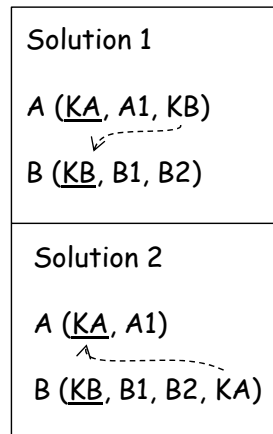 Solution 1
A (KA, A1, KB)
B (KB, B1, B2)
Solution 2
A (KA, A1)
B (KB, B1, B2, KA)